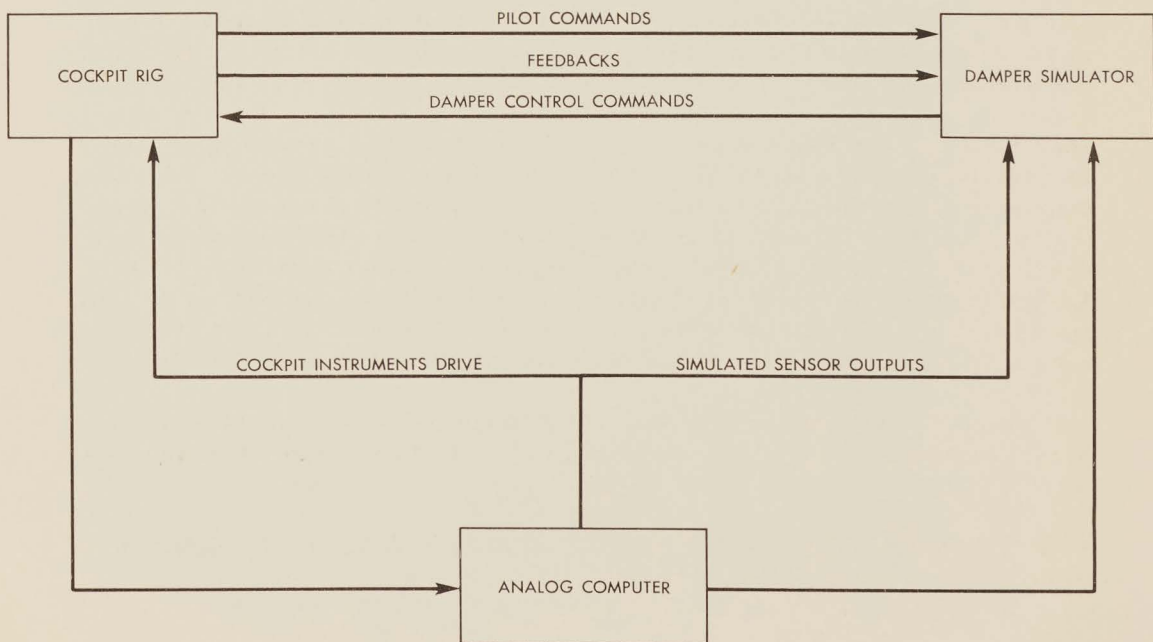 PILOT COMMANDS
COCKPIT RIG
FEEDBACKS
DAMPER SIMULATOR
DAMPER CONTROL COMMANDS
COCKPIT INSTRUMENTS DRIVE
SIMULATED SENSOR OUTPUTS
ANALOG COMPUTER